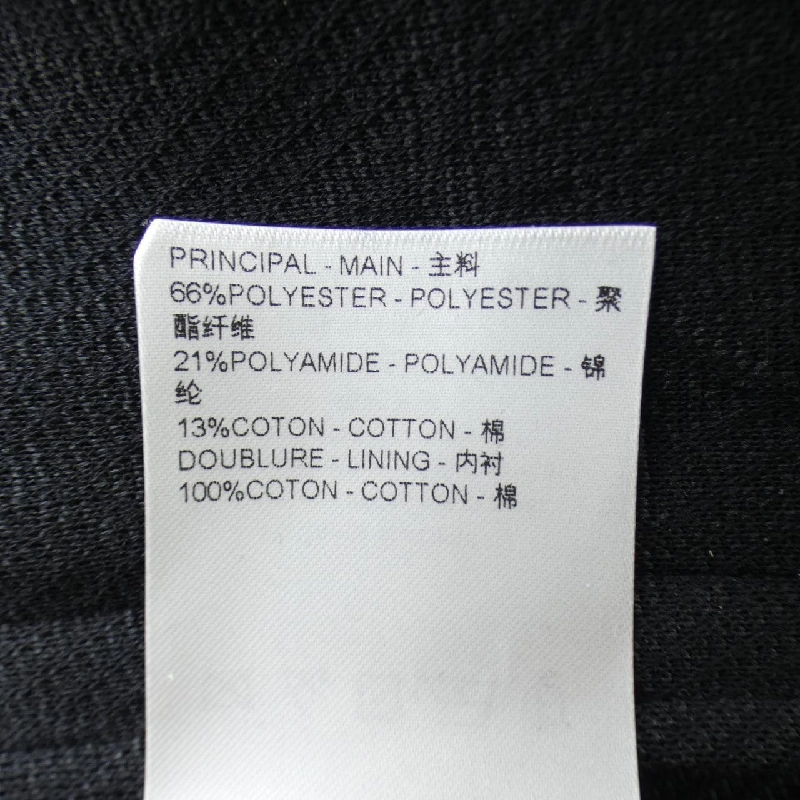 PRINCIPAL - MAIN - 主料
66%POLYESTER - POLYESTER - 聚
酯纤维
21%POLYAMIDE - POLYAMIDE - 锦
纶
13%COTON - COTTON - 棉
DOUBLURE - LINING - 内衬
100%COTON - COTTON - 棉